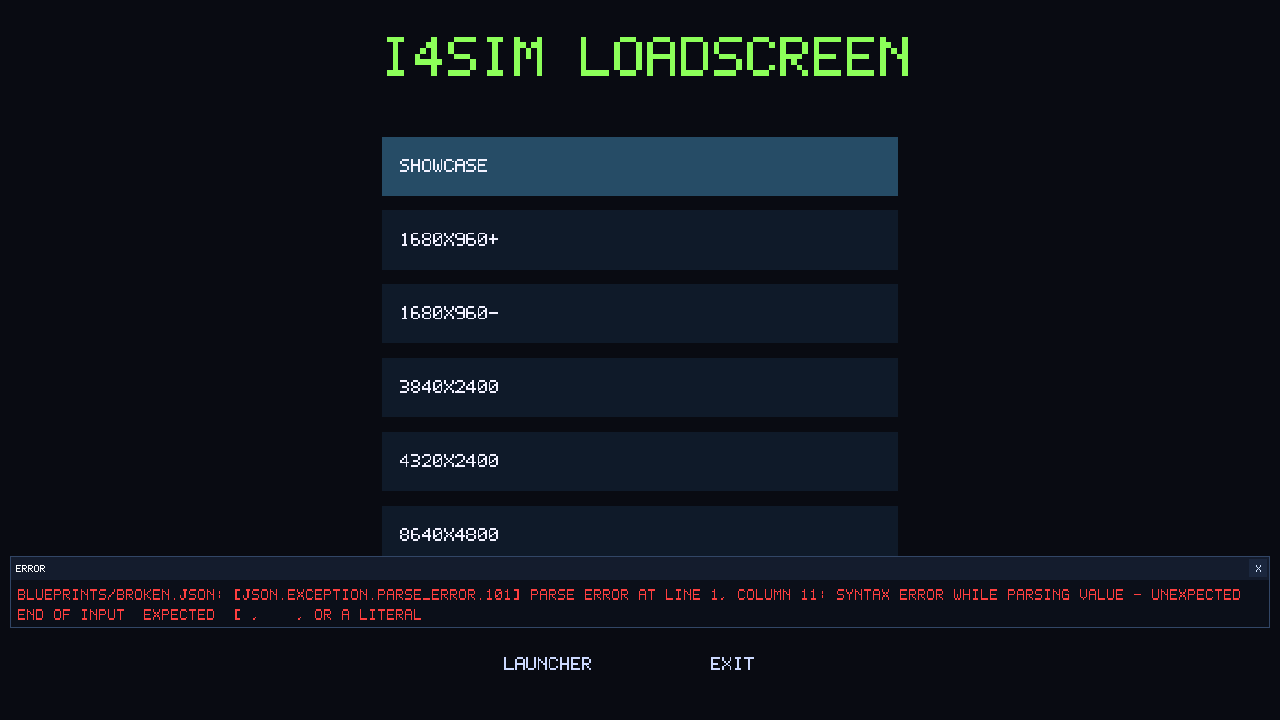 I4SIM LOADSCREEN
SHOWCASE
1680X960+
1680X960-
3840X2400
4320X2400
8640X4800
ERROR X
BLUEPRINTS/BROKEN.JSON: [JSON.EXCEPTION.PARSE_ERROR.101] PARSE ERROR AT LINE 1, COLUMN 11: SYNTAX ERROR WHILE PARSING VALUE - UNEXPECTED
END OF INPUT  EXPECTED  [ ,    , OR A LITERAL
LAUNCHER EXIT